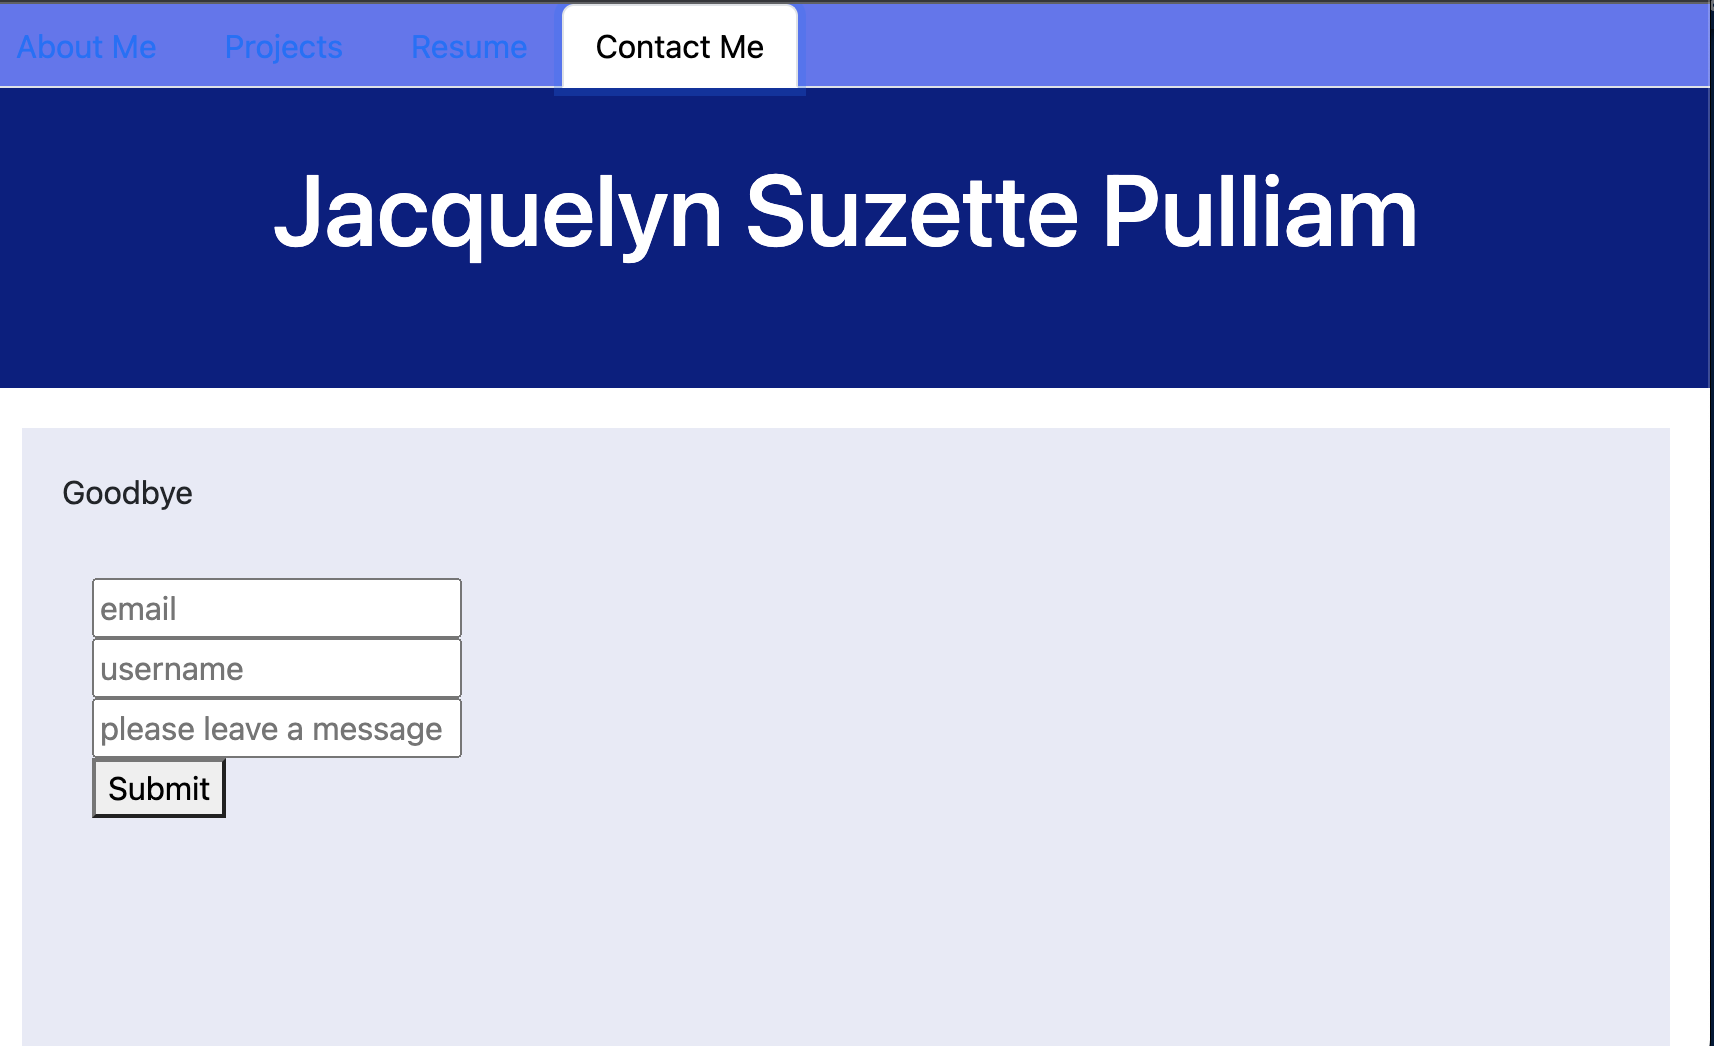 About Me Projects Resume Contact Me
Jacquelyn Suzette Pulliam
Goodbye
email
username
please leave a message
Submit